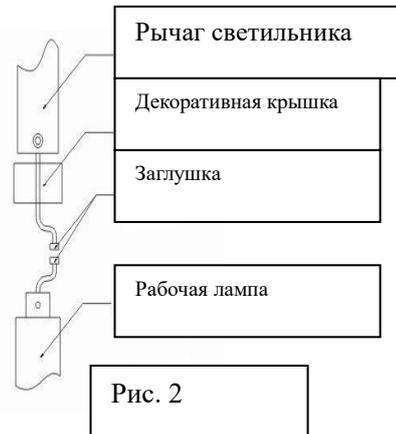 Рычаг светильника
Декоративная крышка
Заглушка
Рабочая лампа
Рис. 2